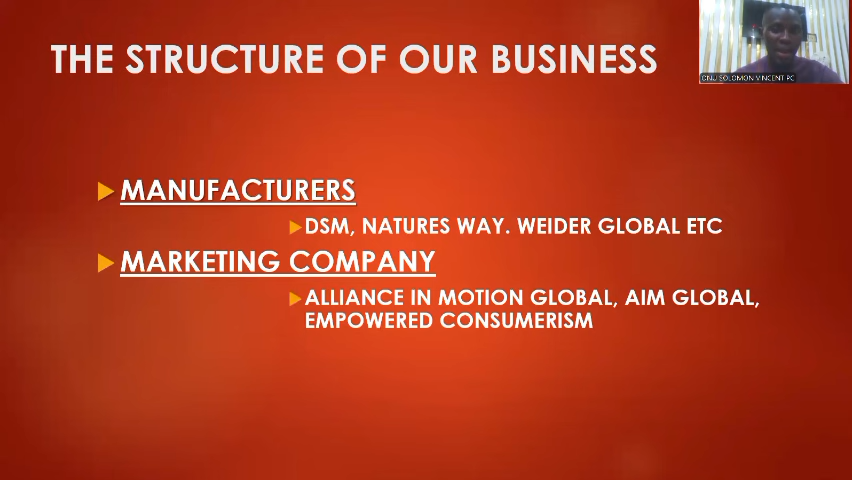 THE STRUCTURE OF OUR BUSINESS
ONU SOLOMON VINCENT PC
MANUFACTURERS
DSM, NATURES WAY. WEIDER GLOBAL ETC
MARKETING COMPANY
ALLIANCE IN MOTION GLOBAL, AIM GLOBAL,
EMPOWERED CONSUMERISM